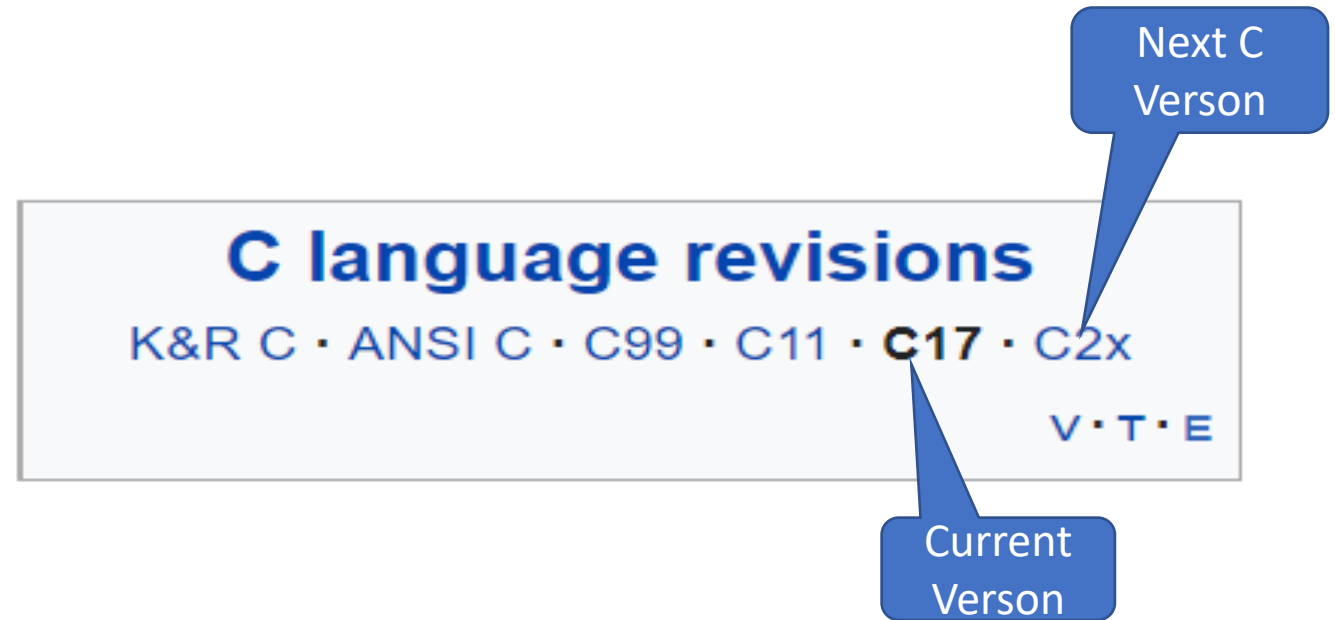 Next C
Verson
C language revisions
K&R C · ANSI C · C99 · C11 · C17 · C2x
V · T · E
Current
Verson